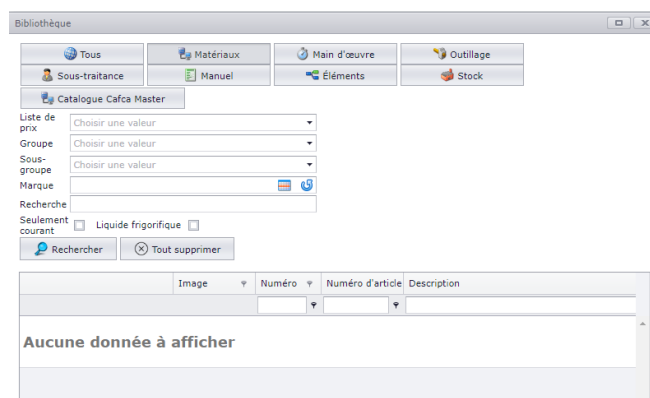 Bibliothèque
Tous Matériaux Main d'œuvre Outillage
Sous-traitance Manuel Éléments Stock
Catalogue Cafca Master
Liste de prix Choisir une valeur
Groupe Choisir une valeur
Sous-groupe Choisir une valeur
Marque
Recherche
Seulement courant Liquide frigorifique
Rechercher Tout supprimer
Image Numéro Numéro d'article Description
Aucune donnée à afficher